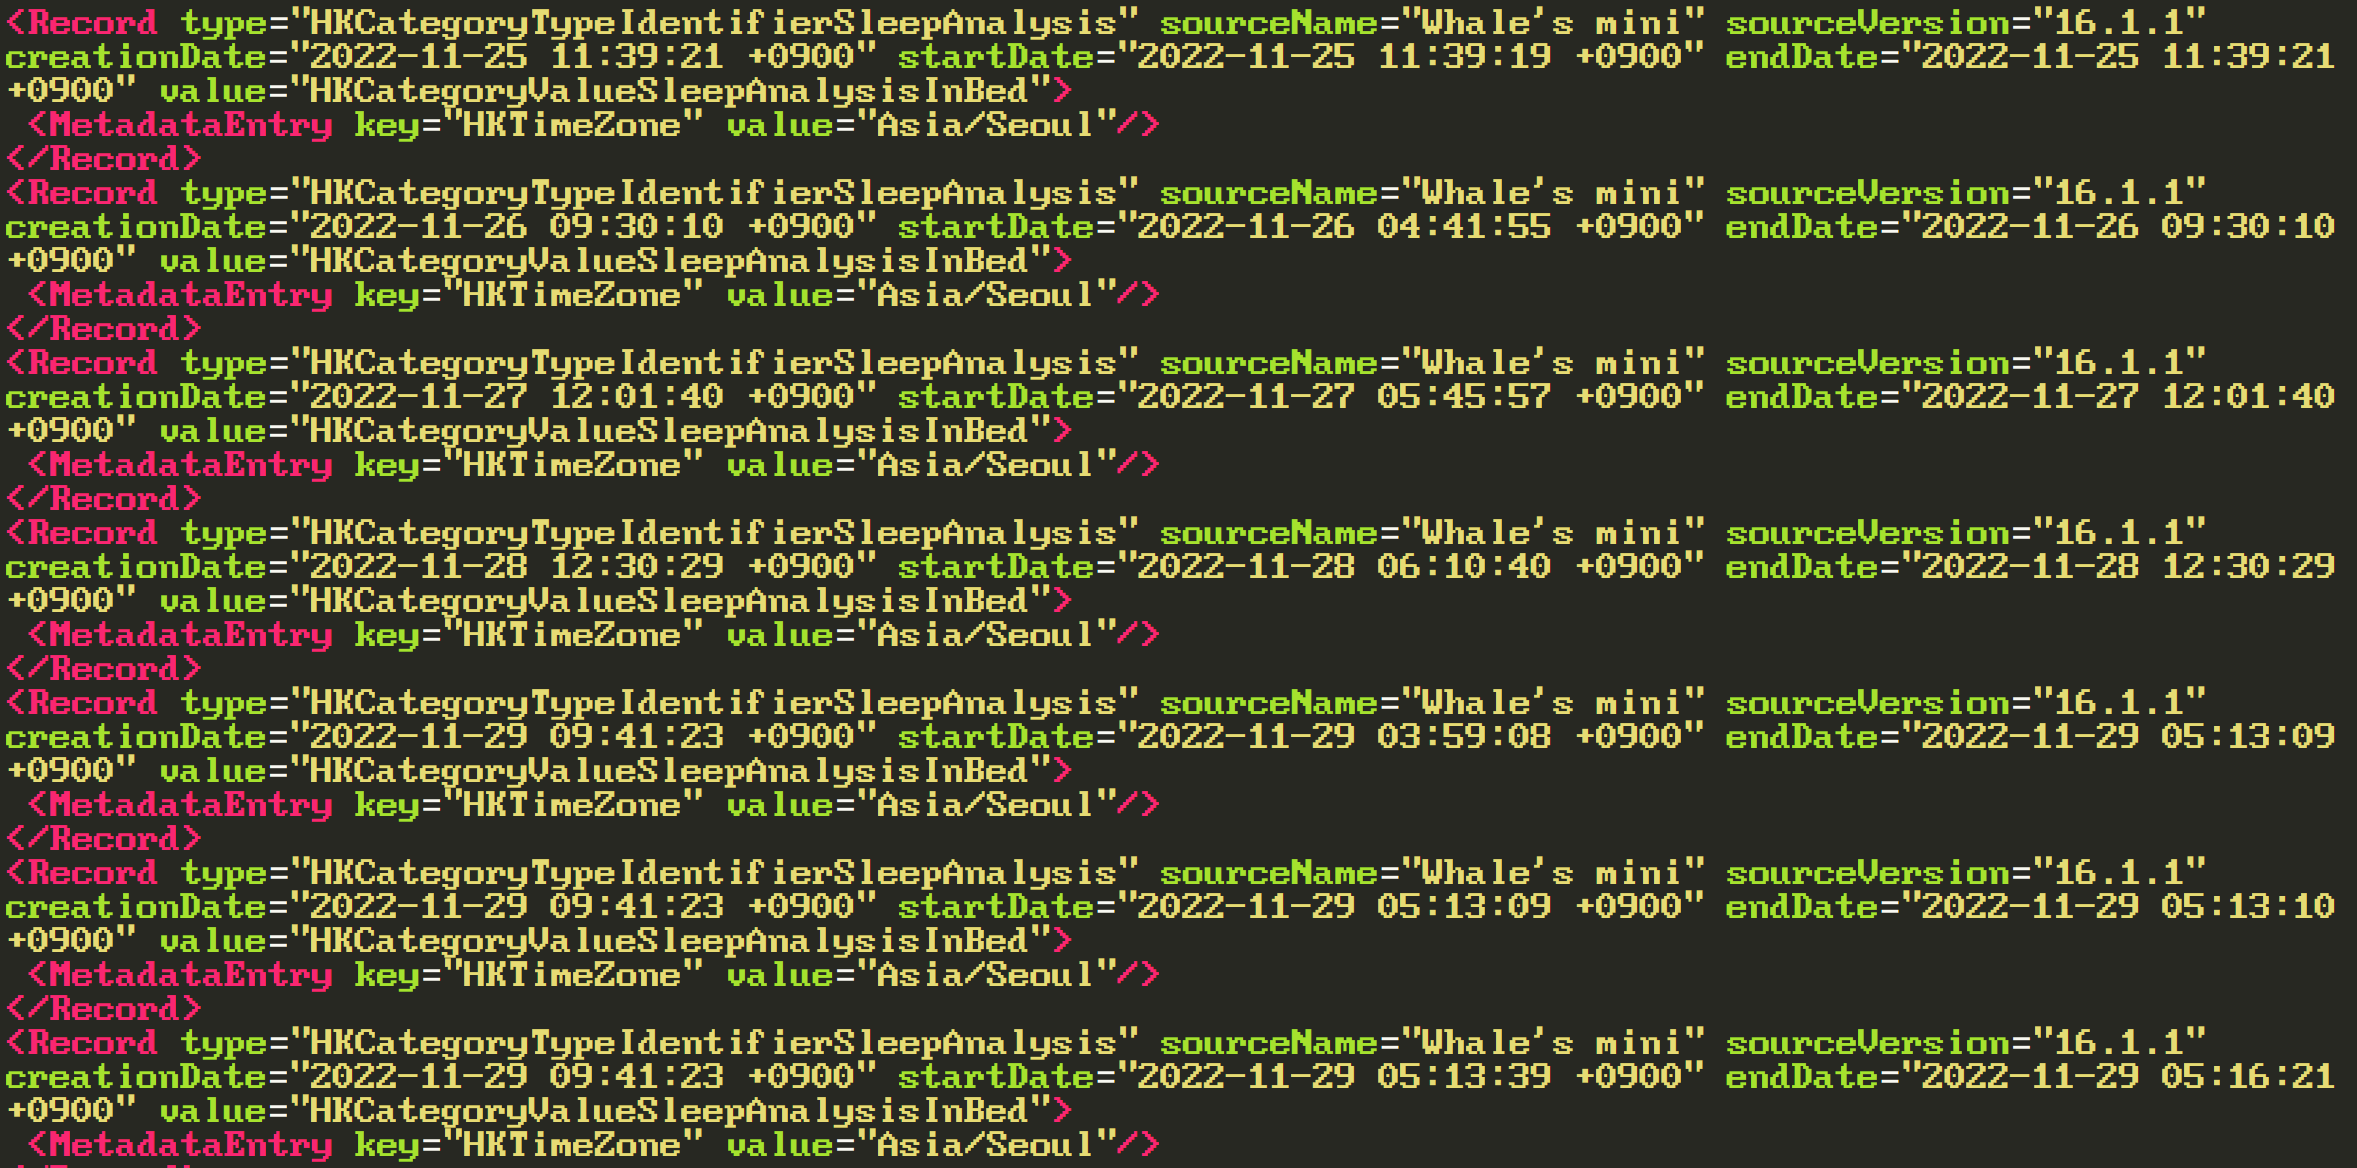 <Record type="HKCategoryTypeIdentifierSleepAnalysis" sourceName="Whale's mini" sourceVersion="16.1.1"
creationDate="2022-11-25 11:39:21 +0900" startDate="2022-11-25 11:39:19 +0900" endDate="2022-11-25 11:39:21
+0900" value="HKCategoryValueSleepAnalysisInBed">
 <MetadataEntry key="HKTimeZone" value="Asia/Seoul"/>
</Record>
<Record type="HKCategoryTypeIdentifierSleepAnalysis" sourceName="Whale's mini" sourceVersion="16.1.1"
creationDate="2022-11-26 09:30:10 +0900" startDate="2022-11-26 04:41:55 +0900" endDate="2022-11-26 09:30:10
+0900" value="HKCategoryValueSleepAnalysisInBed">
 <MetadataEntry key="HKTimeZone" value="Asia/Seoul"/>
</Record>
<Record type="HKCategoryTypeIdentifierSleepAnalysis" sourceName="Whale's mini" sourceVersion="16.1.1"
creationDate="2022-11-27 12:01:40 +0900" startDate="2022-11-27 05:45:57 +0900" endDate="2022-11-27 12:01:40
+0900" value="HKCategoryValueSleepAnalysisInBed">
 <MetadataEntry key="HKTimeZone" value="Asia/Seoul"/>
</Record>
<Record type="HKCategoryTypeIdentifierSleepAnalysis" sourceName="Whale's mini" sourceVersion="16.1.1"
creationDate="2022-11-28 12:30:29 +0900" startDate="2022-11-28 06:10:40 +0900" endDate="2022-11-28 12:30:29
+0900" value="HKCategoryValueSleepAnalysisInBed">
 <MetadataEntry key="HKTimeZone" value="Asia/Seoul"/>
</Record>
<Record type="HKCategoryTypeIdentifierSleepAnalysis" sourceName="Whale's mini" sourceVersion="16.1.1"
creationDate="2022-11-29 09:41:23 +0900" startDate="2022-11-29 03:59:08 +0900" endDate="2022-11-29 05:13:09
+0900" value="HKCategoryValueSleepAnalysisInBed">
 <MetadataEntry key="HKTimeZone" value="Asia/Seoul"/>
</Record>
<Record type="HKCategoryTypeIdentifierSleepAnalysis" sourceName="Whale's mini" sourceVersion="16.1.1"
creationDate="2022-11-29 09:41:23 +0900" startDate="2022-11-29 05:13:09 +0900" endDate="2022-11-29 05:13:10
+0900" value="HKCategoryValueSleepAnalysisInBed">
 <MetadataEntry key="HKTimeZone" value="Asia/Seoul"/>
</Record>
<Record type="HKCategoryTypeIdentifierSleepAnalysis" sourceName="Whale's mini" sourceVersion="16.1.1"
creationDate="2022-11-29 09:41:23 +0900" startDate="2022-11-29 05:13:39 +0900" endDate="2022-11-29 05:16:21
+0900" value="HKCategoryValueSleepAnalysisInBed">
 <MetadataEntry key="HKTimeZone" value="Asia/Seoul"/>